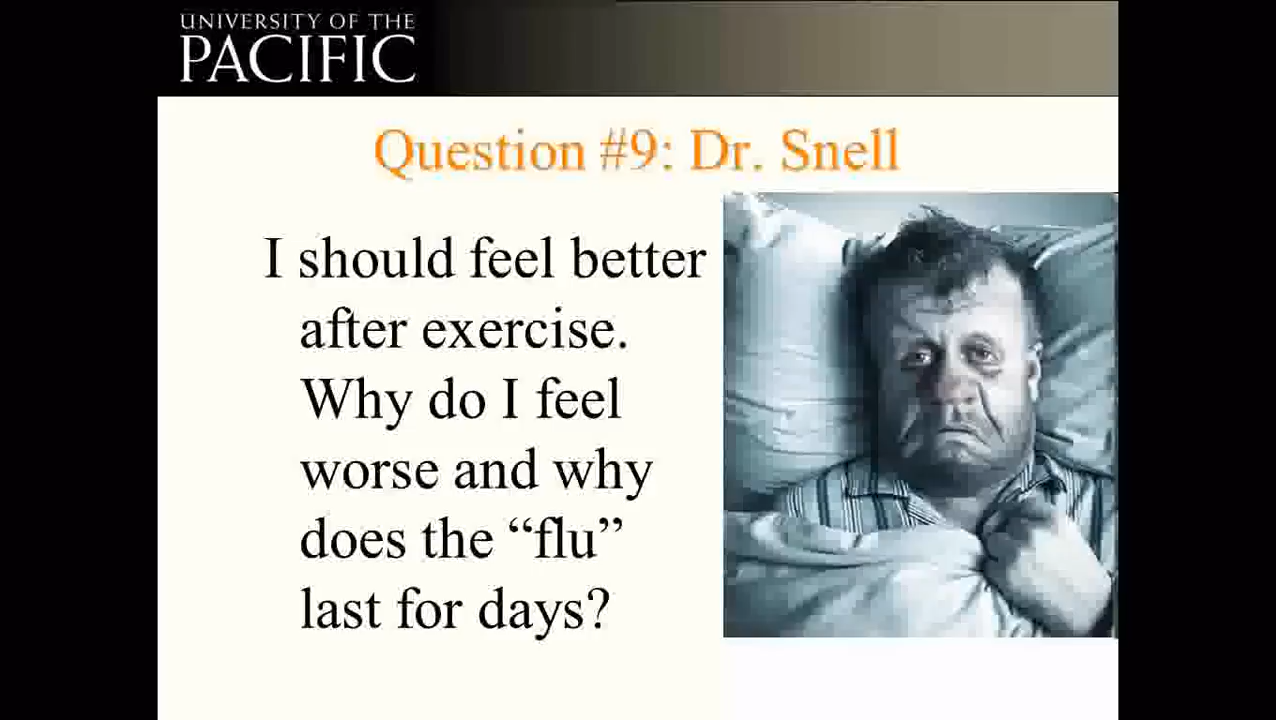 UNIVERSITY OF THE
PACIFIC
Question #9: Dr. Snell
I should feel better
after exercise.
Why do I feel
worse and why
does the “flu”
last for days?